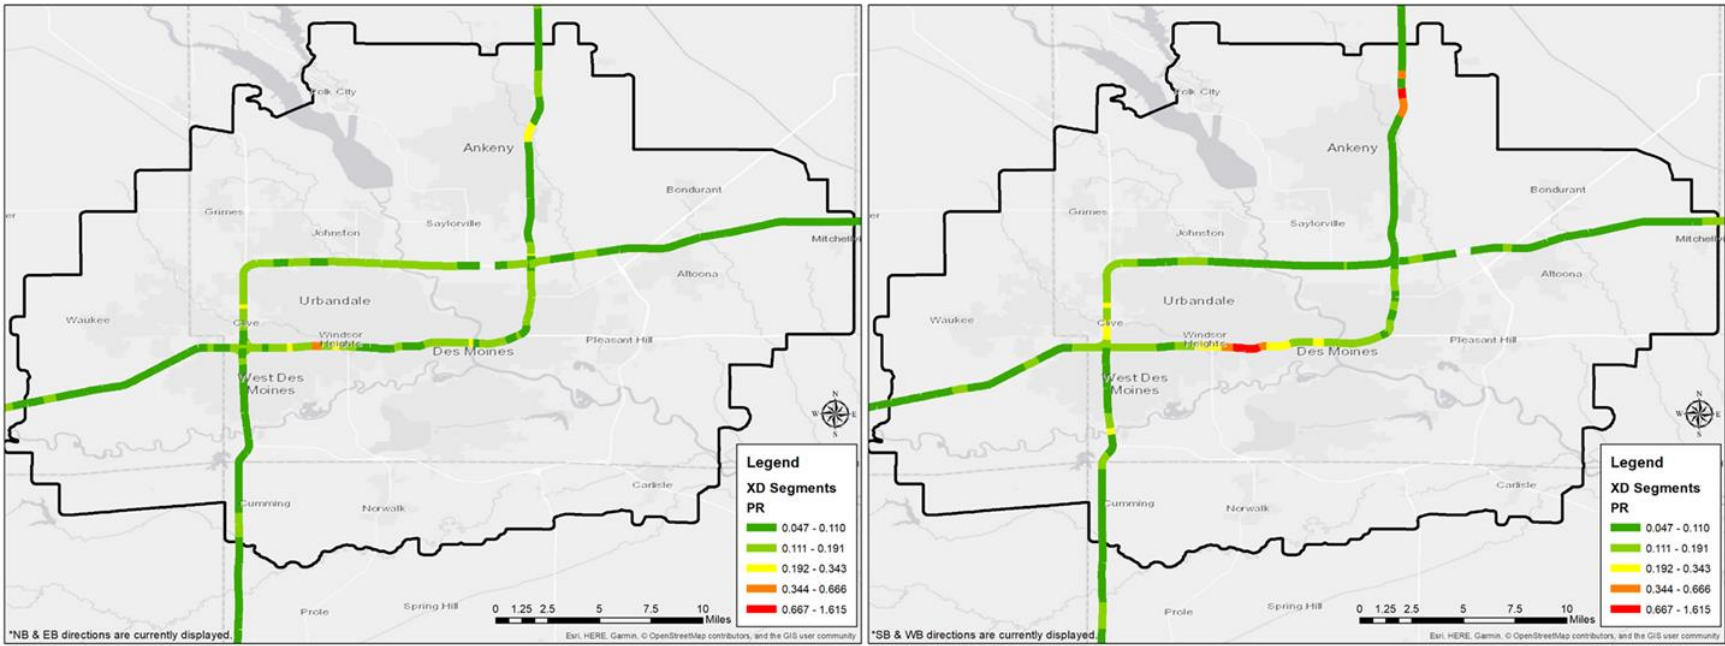 Polk City
Ankeny
Bondurant
Grimes
Saylorville
Johnston
Mitchellv
er
Altoona
Urbandale
Waukee
Clive
Windsor
Heights
Pleasant Hill
Des Moines
West Des
Moines
Cumming
Norwalk
Carlisle
Prole
Spring Hill
N
W E
S
Legend
XD Segments
PR
0.047 - 0.110
0.111 - 0.191
0.192 - 0.343
0.344 - 0.666
0.667 - 1.615
0 1.25 2.5 5 7.5 10
Miles
*NB & EB directions are currently displayed.
Esri, HERE, Garmin, © OpenStreetMap contributors, and the GIS user community
Polk City
Ankeny
Bondurant
Grimes
Saylorville
Johnston
Mitchellv
er
Altoona
Urbandale
Waukee
Clive
Windsor
Heights
Pleasant Hill
Des Moines
West Des
Moines
Cumming
Norwalk
Carlisle
Prole
Spring Hill
N
W E
S
Legend
XD Segments
PR
0.047 - 0.110
0.111 - 0.191
0.192 - 0.343
0.344 - 0.666
0.667 - 1.615
0 1.25 2.5 5 7.5 10
Miles
*SB & WB directions are currently displayed.
Esri, HERE, Garmin, © OpenStreetMap contributors, and the GIS user community